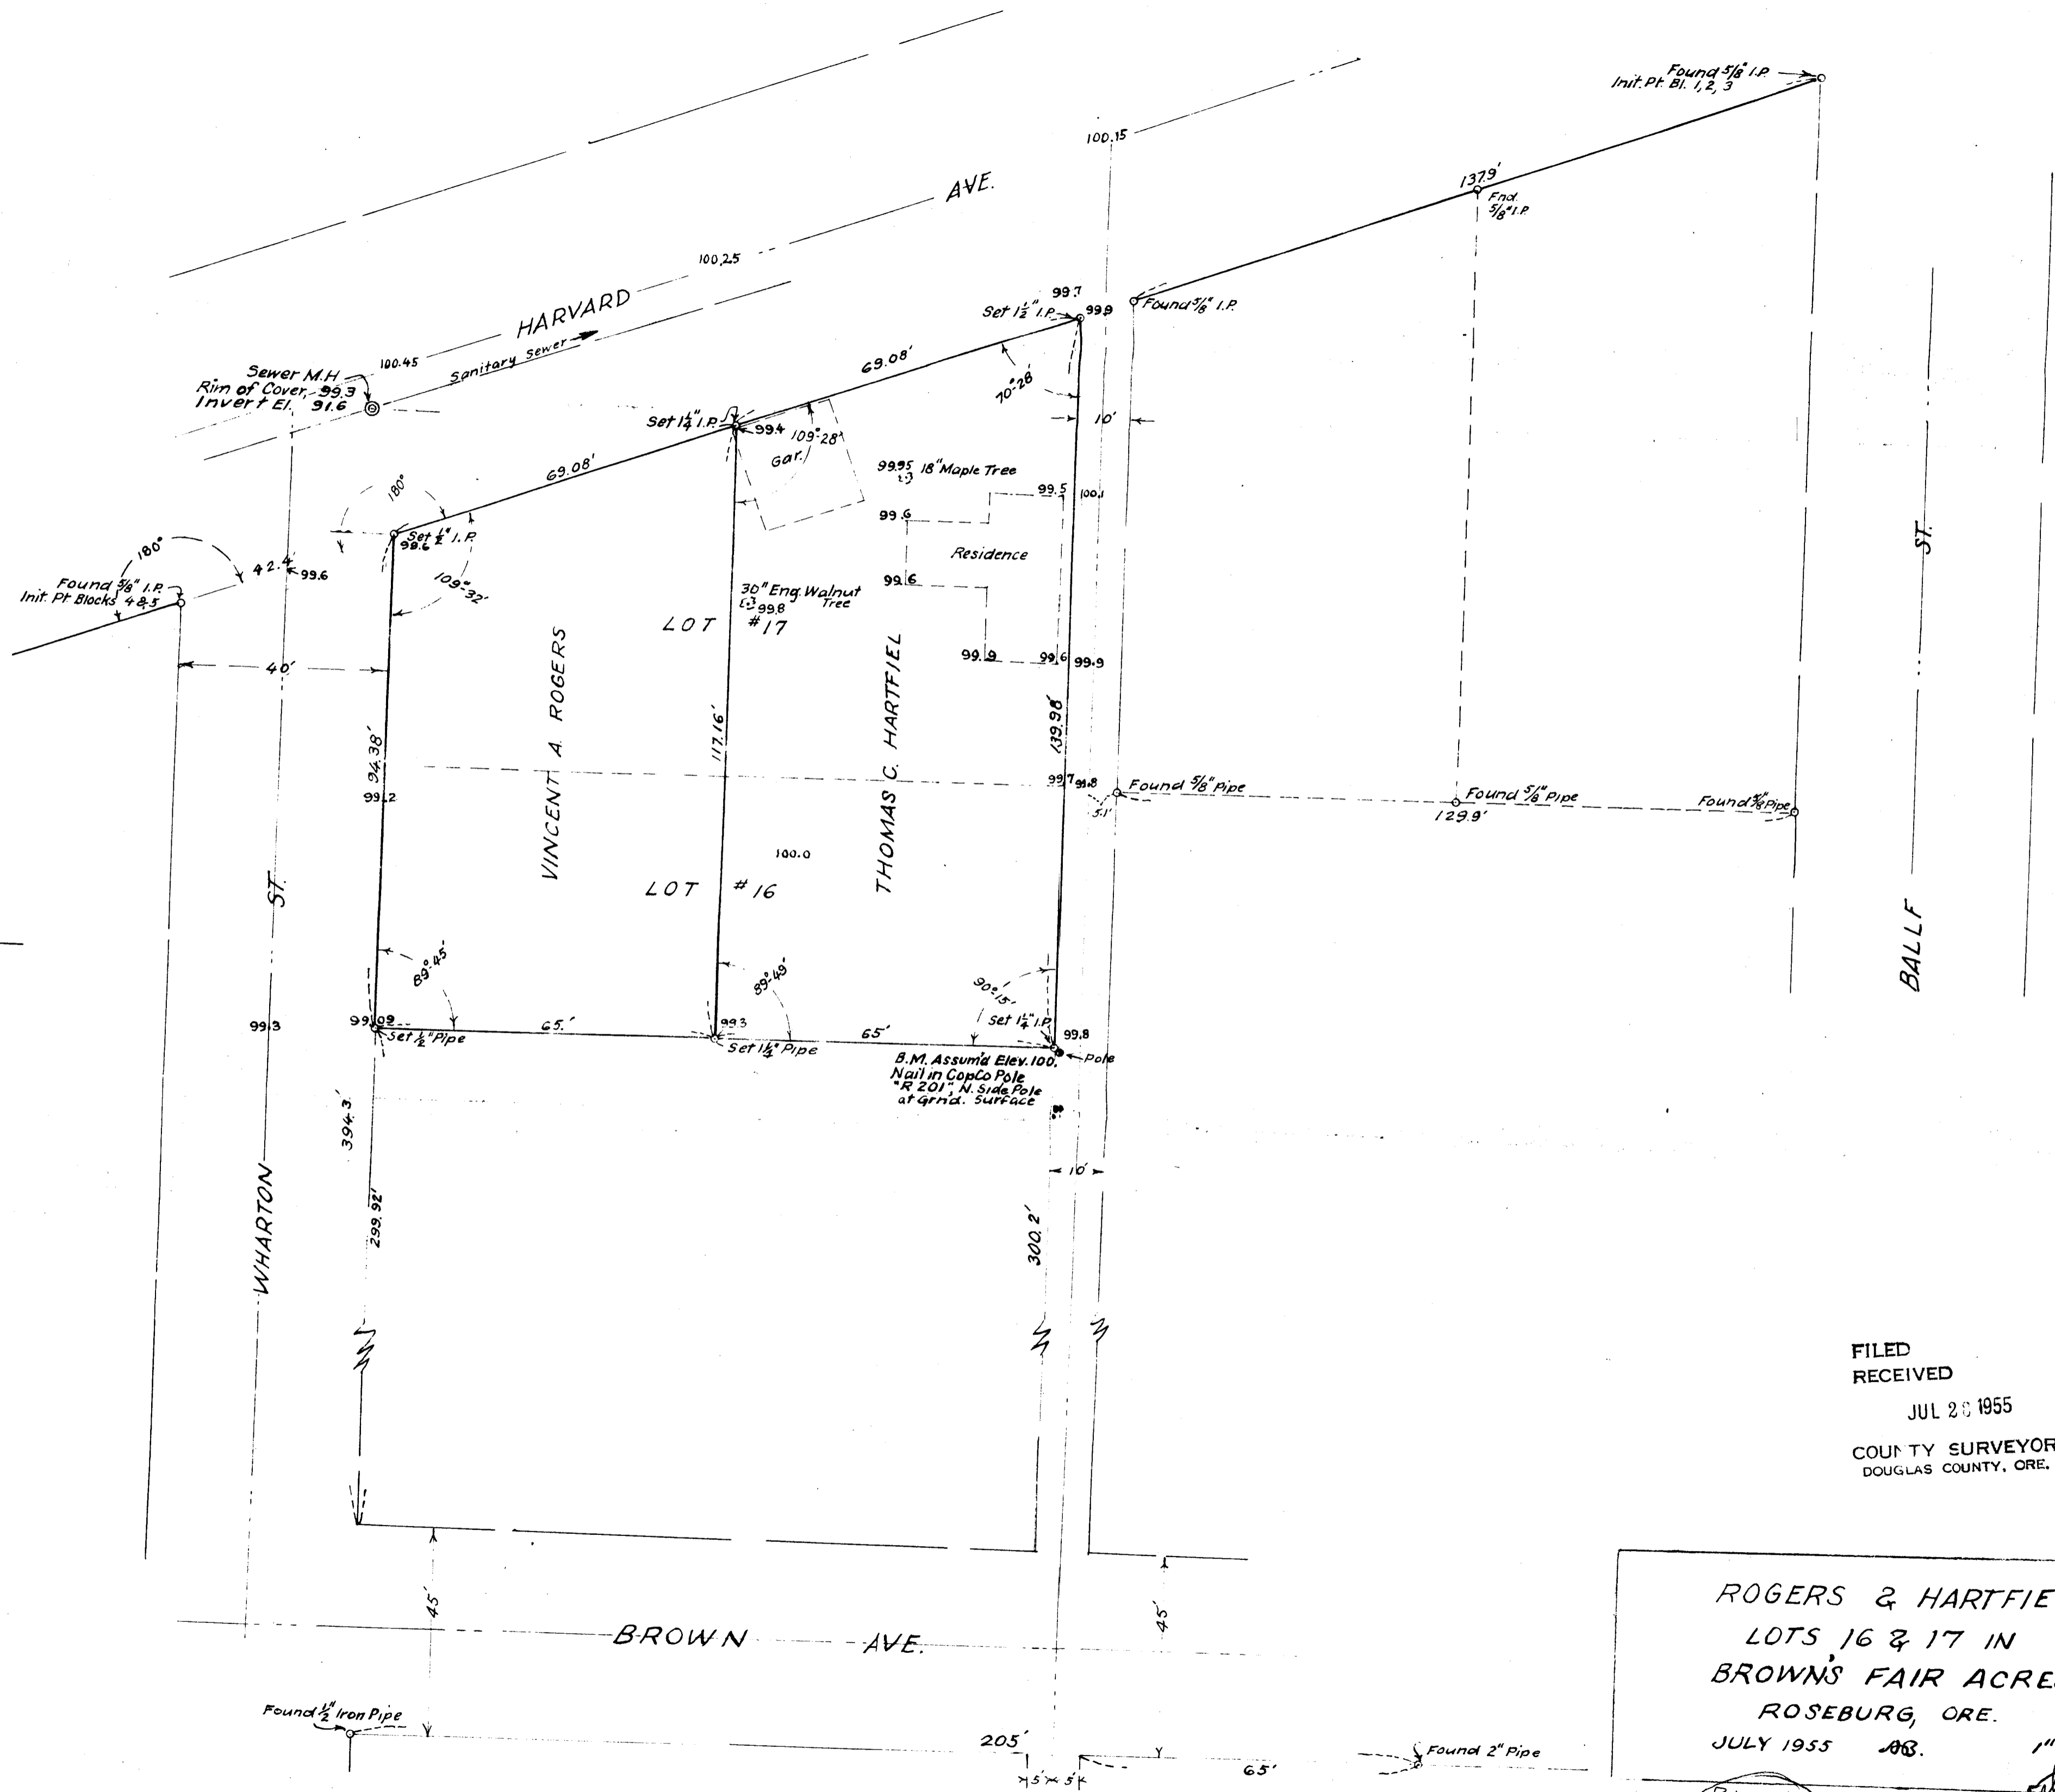 Found 5/8" I.P.
Init. Pt. Bl. 1, 2, 3
100.15
137.9'
Fnd.
5/8" I.P.
AVE.
100.25
HARVARD
Sanitary Sewer
100.45
Sewer M.H
Rim of Cover, 99.3
Invert El. 91.6
99.7
Set 1½" I.P.
99.9
Found 5/8" I.P.
69.08'
70°-28'
10'
Set 1¼" I.P.
99.4
109°-28'
Gar.
69.08'
180°
99.95 18" Maple Tree
99.5
100.1
99.6
Residence
99.6
Set ½" I.P.
99.6
109°-32'
180°
42.4'
99.6
Found 5/8" I.P.
Init. Pt Blocks 4&5
30" Eng. Walnut
99.8 Tree
LOT #17
99.9
99.6
99.9
40'
VINCENT A. ROGERS
THOMAS C. HARTFIEL
94.38'
117.16'
139.98'
99.2
99.7
Found 5/8" Pipe
5.1'
Found 5/8" Pipe
129.9'
Found 5/8" Pipe
100.0
LOT #16
ST.
ST.
BALLF
89°-45'
89°-49'
90°-15'
Set 1¼" I.P.
99.3
99.09
Set ½" Pipe
65.'
99.3
Set 1¼" Pipe
65'
99.8
Pole
B.M. Assum'd Elev. 100.
Nail in CopCo Pole
"R 201", N. Side Pole
at Grnd. Surface
394.3'
299.92'
WHARTON
10'
300.2'
FILED
RECEIVED
1955
COUNTY SURVEYOR
DOUGLAS COUNTY, ORE.
45'
45'
BROWN AVE.
Found ½" Iron Pipe
205'
5' 5'
65'
Found 2" Pipe
ROGERS & HARTFIE
LOTS 16 & 17 IN
BROWN'S FAIR ACRE
ROSEBURG, ORE.
JULY 1955
1"